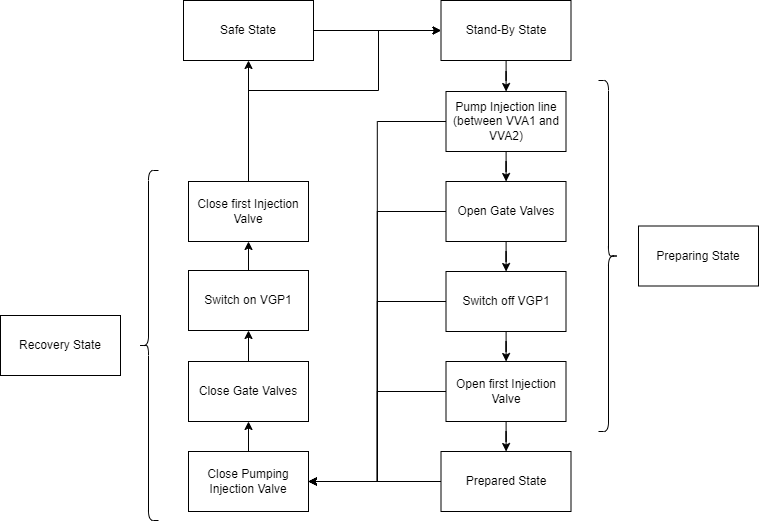 Safe State
Stand-By State
Pump Injection line
(between VVA1 and
VVA2)
Close first Injection
Valve
Open Gate Valves
Preparing State
Switch on VGP1
Switch off VGP1
Recovery State
Close Gate Valves
Open first Injection
Valve
Close Pumping
Injection Valve
Prepared State